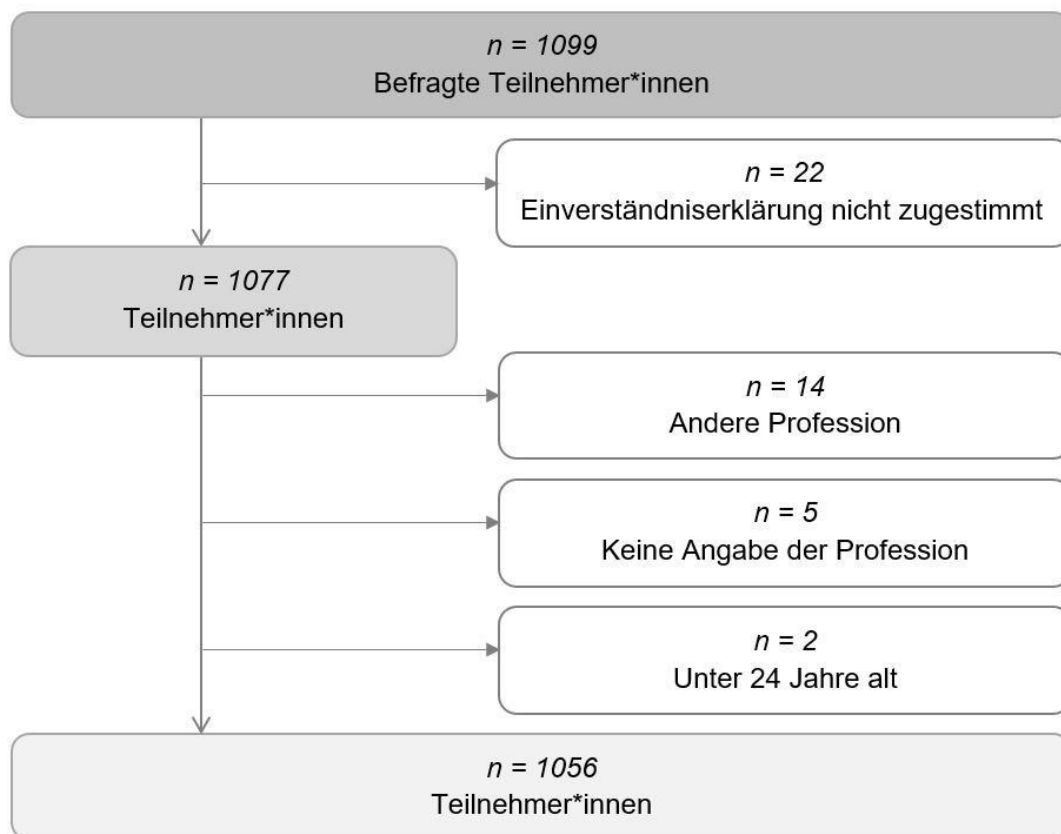 n = 1099
Befragte Teilnehmer*innen
n = 22
Einverständniserklärung nicht zugestimmt
n = 1077
Teilnehmer*innen
n = 14
Andere Profession
n = 5
Keine Angabe der Profession
n = 2
Unter 24 Jahre alt
n = 1056
Teilnehmer*innen